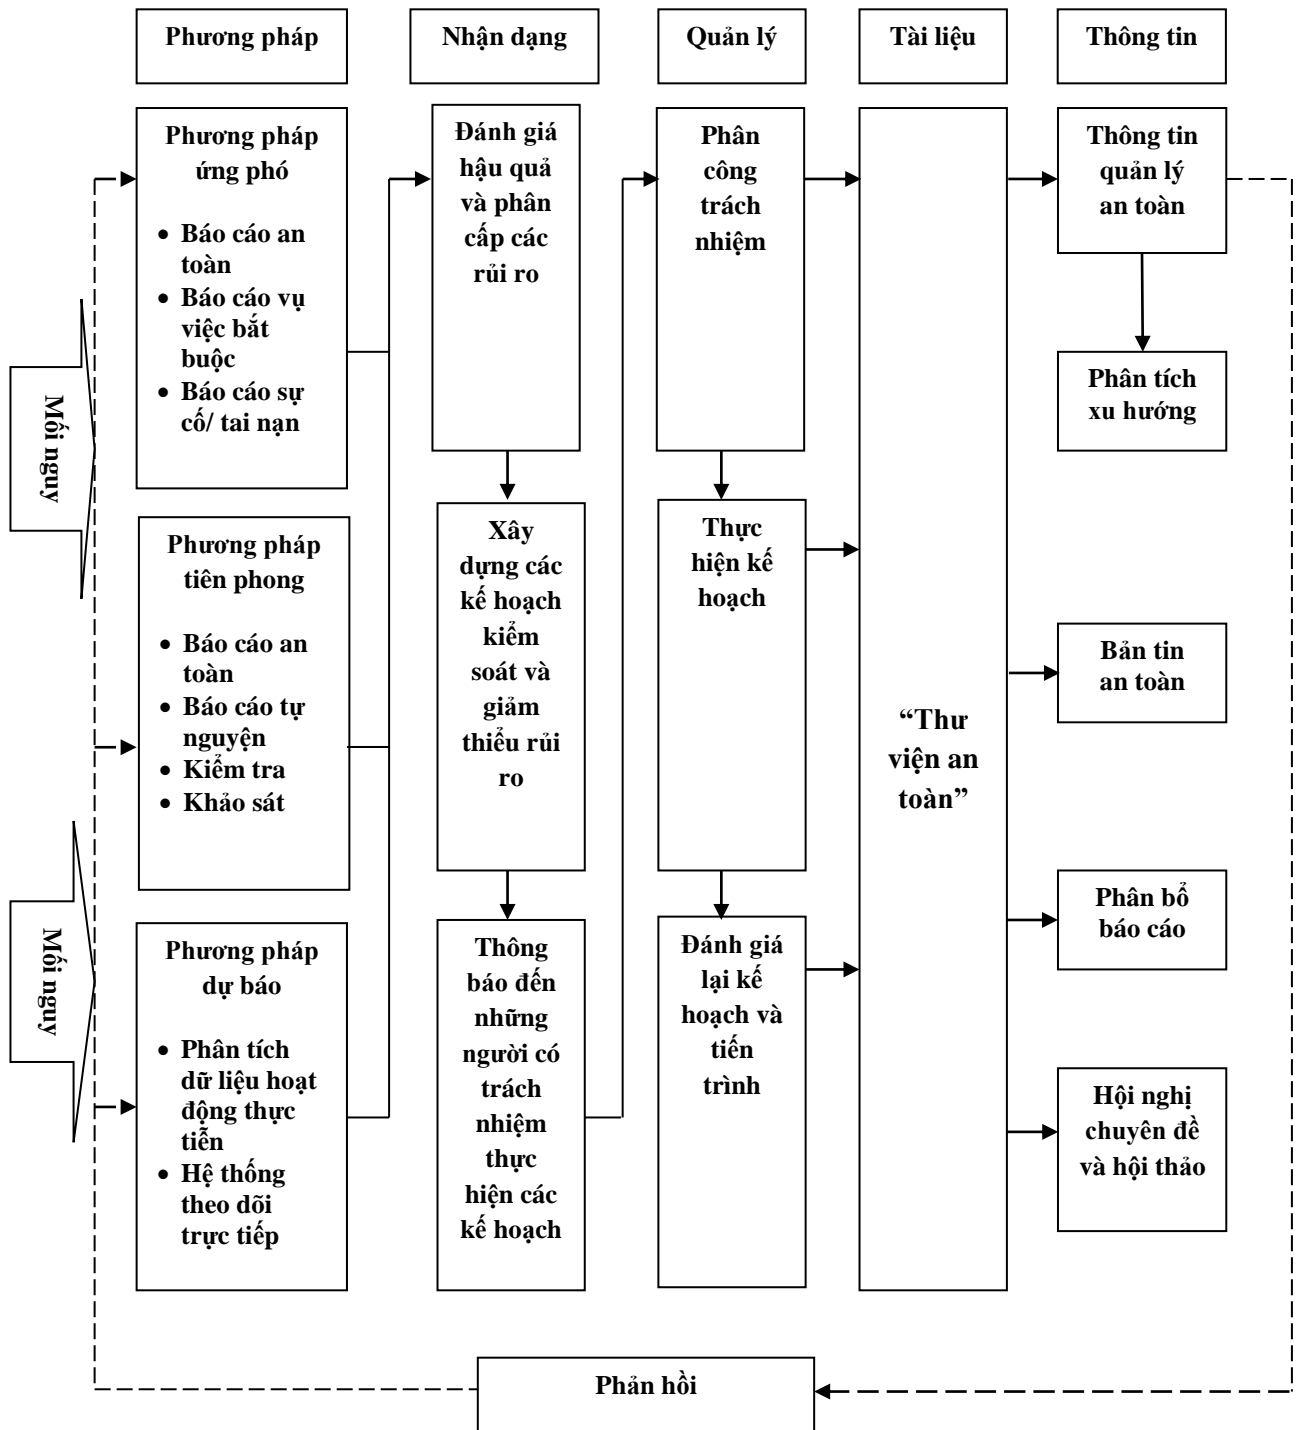 Phương pháp
Nhận dạng
Quản lý
Tài liệu
Thông tin
Mối nguy
Mối nguy
Phương pháp
ứng phó
• Báo cáo an
toàn
• Báo cáo vụ
việc bắt
buộc
• Báo cáo sự
cố/ tai nạn
Phương pháp
tiên phong
• Báo cáo an
toàn
• Báo cáo tự
nguyện
• Kiểm tra
• Khảo sát
Phương pháp
dự báo
• Phân tích
dữ liệu hoạt
động thực
tiễn
• Hệ thống
theo dõi
trực tiếp
Đánh giá
hậu quả
và phân
cấp các
rủi ro
Xây
dựng các
kế hoạch
kiểm
soát và
giảm
thiểu rủi
ro
Thông
báo đến
những
người có
trách
nhiệm
thực
hiện các
kế hoạch
Phân
công
trách
nhiệm
Thực
hiện kế
hoạch
Đánh giá
lại kế
hoạch và
tiến
trình
“Thư
viện an
toàn”
Thông tin
quản lý
an toàn
Phân tích
xu hướng
Bản tin
an toàn
Phân bổ
báo cáo
Hội nghị
chuyên đề
và hội thảo
Phản hồi